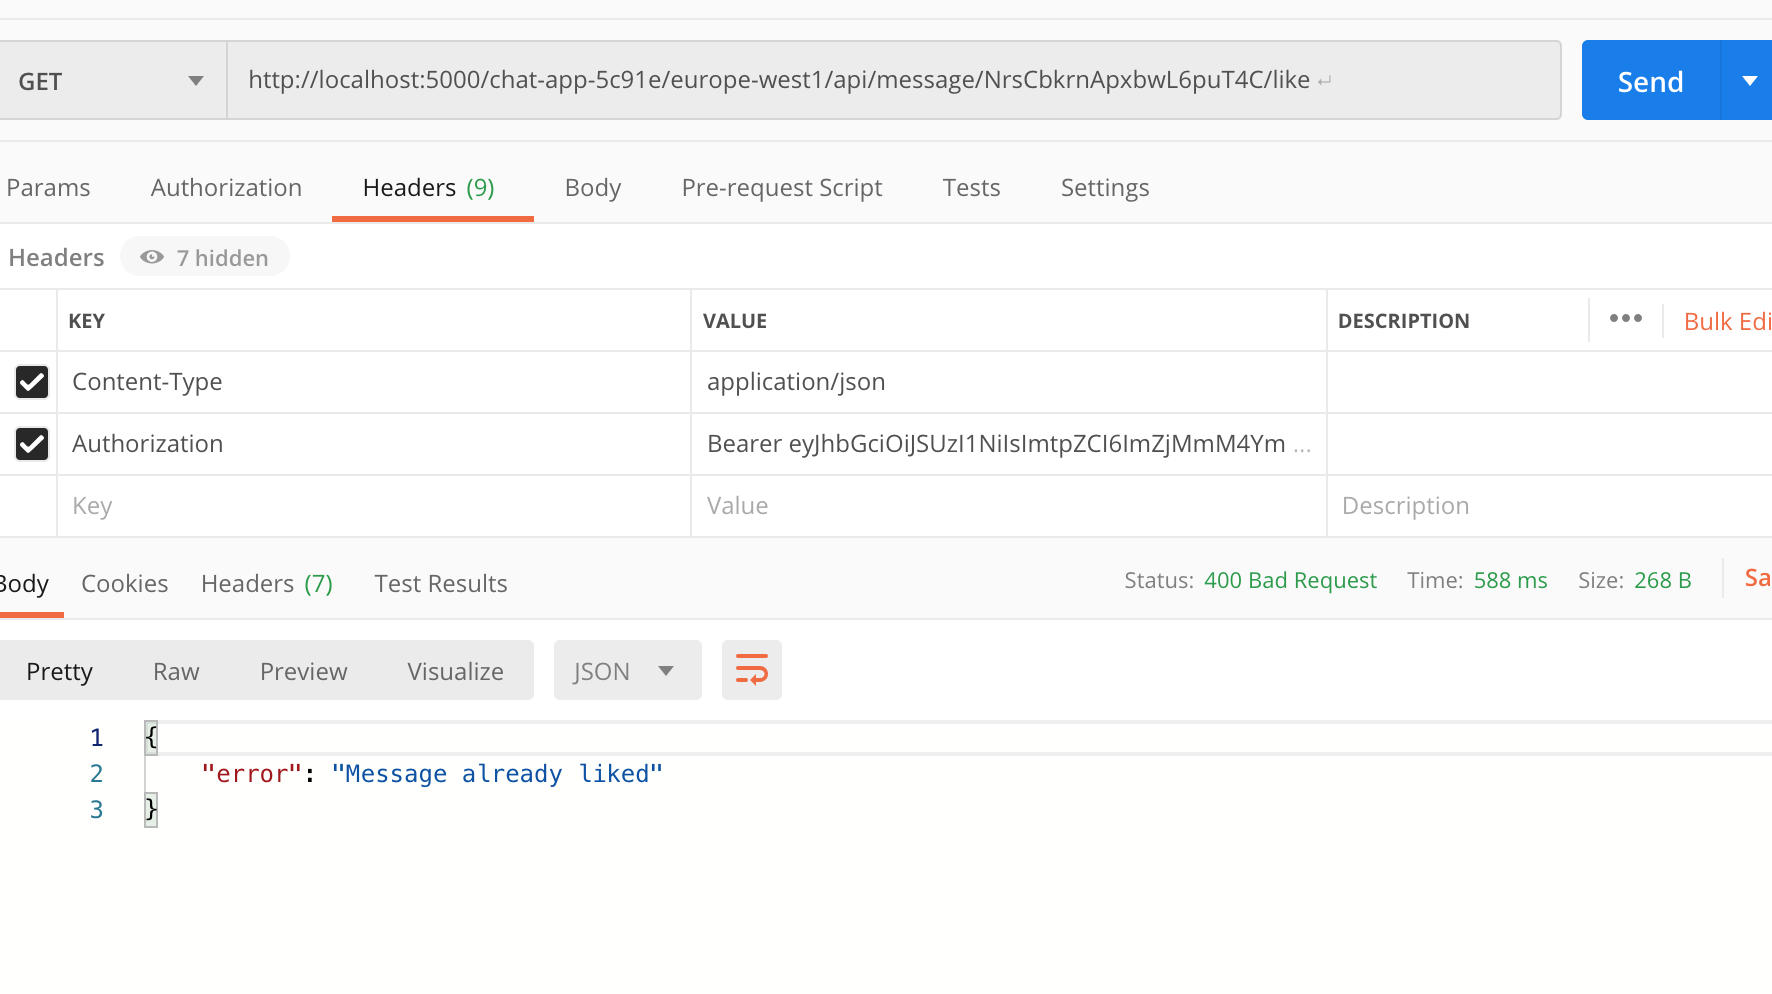 GET http://localhost:5000/chat-app-5c91e/europe-west1/api/message/NrsCbkrnApxbwL6puT4C/like ↵ Send
Params Authorization Headers (9) Body Pre-request Script Tests Settings
Headers 7 hidden
KEY VALUE DESCRIPTION ••• Bulk Edi
Content-Type application/json
Authorization Bearer eyJhbGciOiJSUzI1NiIsImtpZCI6ImZjMmM4Ym ...
Key Value Description
Body Cookies Headers (7) Test Results Status: 400 Bad Request Time: 588 ms Size: 268 B Sa
Pretty Raw Preview Visualize JSON
1 {
2 "error": "Message already liked"
3 }